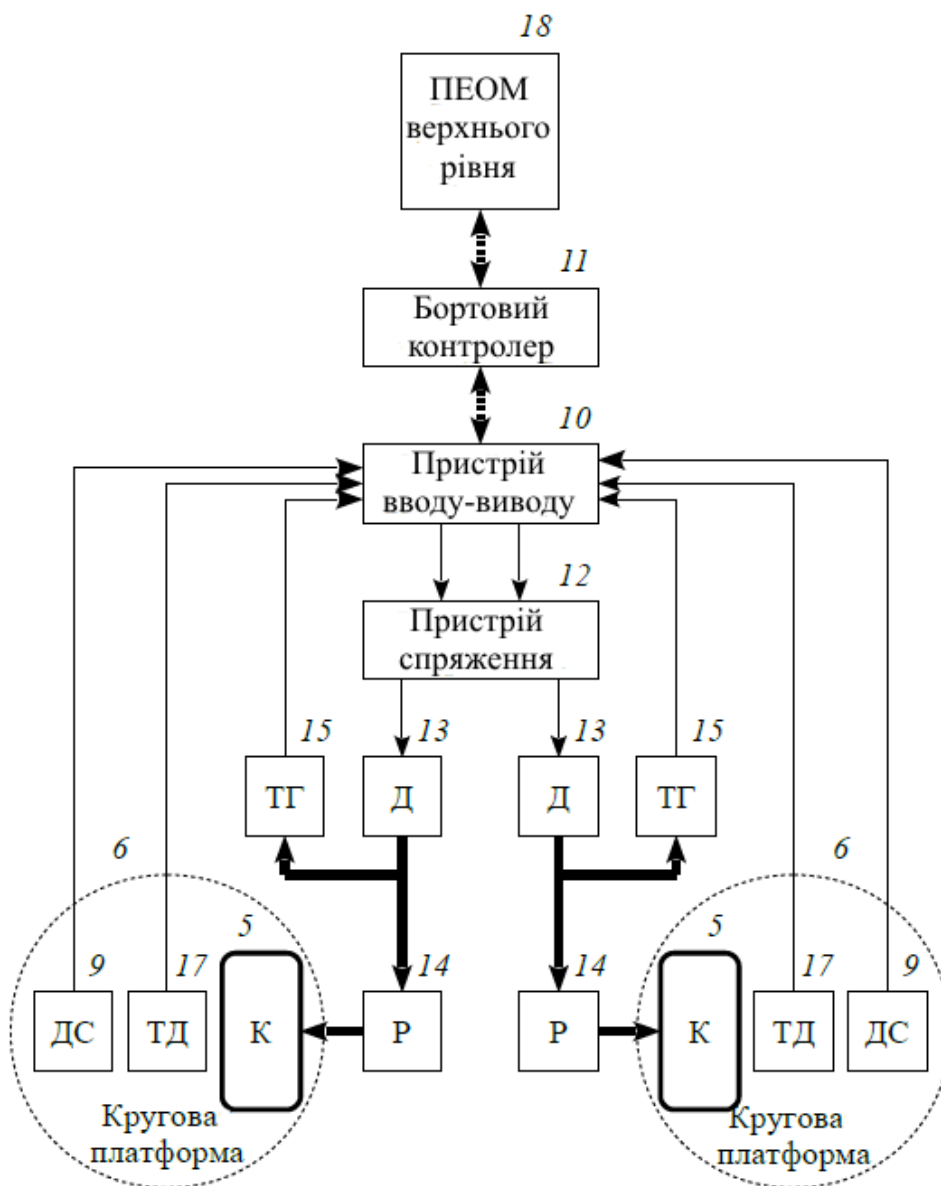 18
ПЕОМ
верхнього
рівня
11
Бортовий
контролер
10
Пристрій
вводу-виводу
12
Пристрій
спряження
15 13 13 15
ТГ Д Д ТГ
6 6
5 5
9 17 14 14 17 9
ДС ТД К Р Р К ТД ДС
Кругова Кругова
платформа платформа